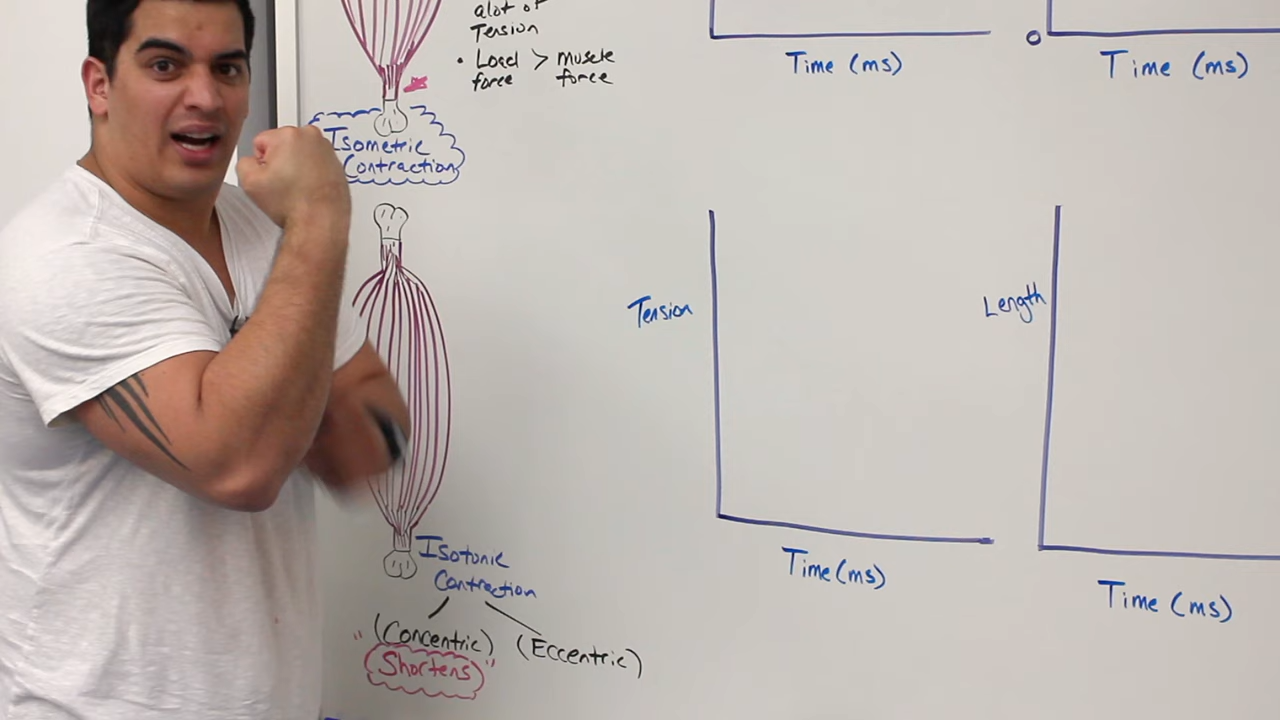 alot of
Tension
• Load > muscle
force force
Isometric
Contraction
Isotonic
Contraction
(Concentric) (Eccentric)
"Shortens"
Time (ms)
Time (ms)
Tension
Length
Time (ms)
Time (ms)